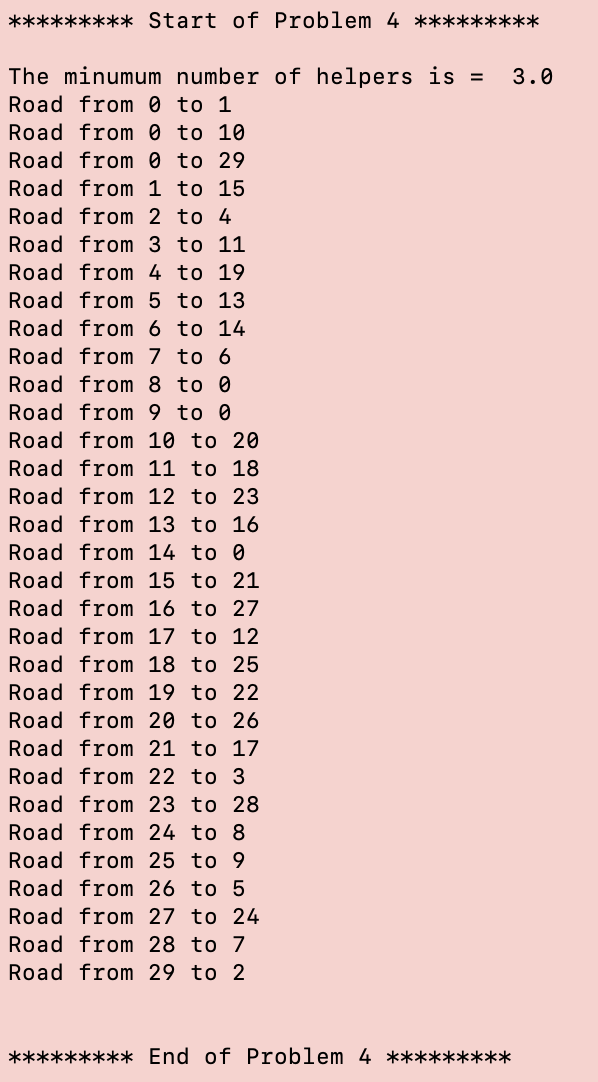 ********* Start of Problem 4 *********
The minumum number of helpers is =  3.0
Road from 0 to 1
Road from 0 to 10
Road from 0 to 29
Road from 1 to 15
Road from 2 to 4
Road from 3 to 11
Road from 4 to 19
Road from 5 to 13
Road from 6 to 14
Road from 7 to 6
Road from 8 to 0
Road from 9 to 0
Road from 10 to 20
Road from 11 to 18
Road from 12 to 23
Road from 13 to 16
Road from 14 to 0
Road from 15 to 21
Road from 16 to 27
Road from 17 to 12
Road from 18 to 25
Road from 19 to 22
Road from 20 to 26
Road from 21 to 17
Road from 22 to 3
Road from 23 to 28
Road from 24 to 8
Road from 25 to 9
Road from 26 to 5
Road from 27 to 24
Road from 28 to 7
Road from 29 to 2
********* End of Problem 4 *********